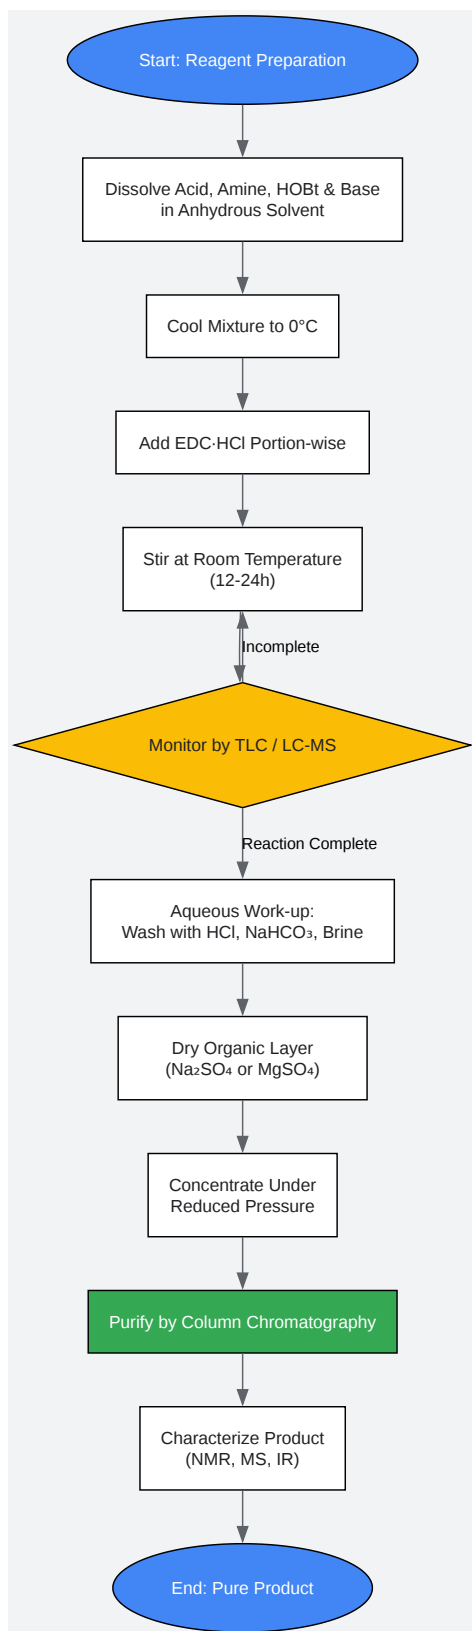 Start: Reagent Preparation
Dissolve Acid, Amine, HOBt & Base
in Anhydrous Solvent
Cool Mixture to 0°C
Add EDC·HCl Portion-wise
Stir at Room Temperature
(12-24h)
Incomplete
Monitor by TLC / LC-MS
Reaction Complete
Aqueous Work-up:
Wash with HCl, NaHCO₃, Brine
Dry Organic Layer
(Na₂SO₄ or MgSO₄)
Concentrate Under
Reduced Pressure
Purify by Column Chromatography
Characterize Product
(NMR, MS, IR)
End: Pure Product